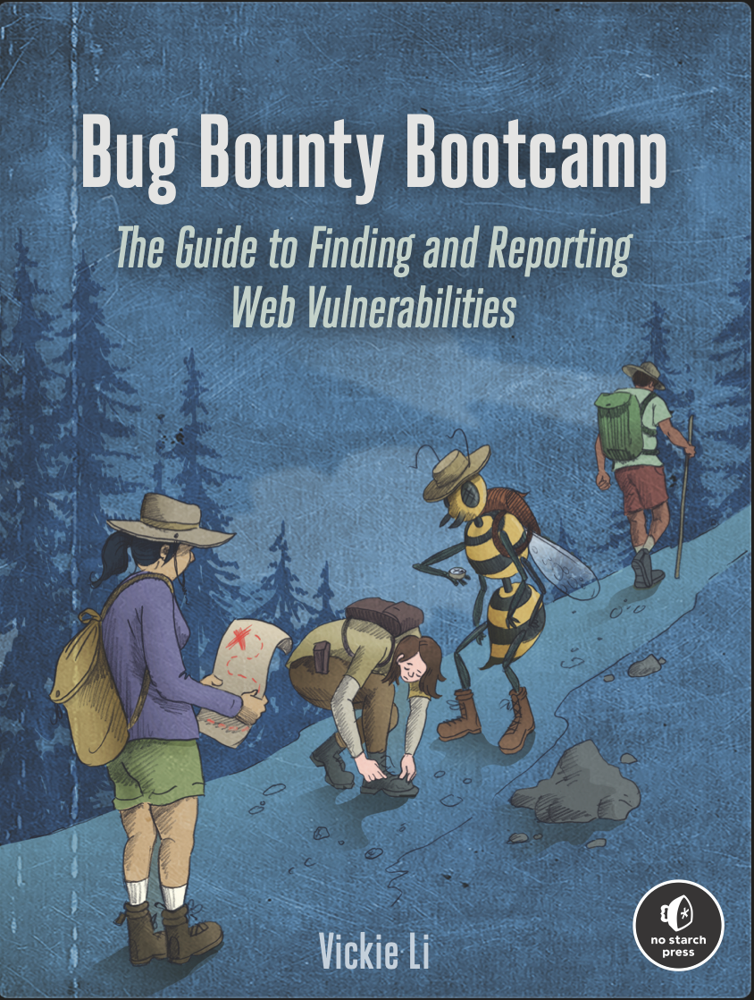 Bug Bounty Bootcamp
The Guide to Finding and Reporting
Web Vulnerabilities
Vickie Li
no starch
press